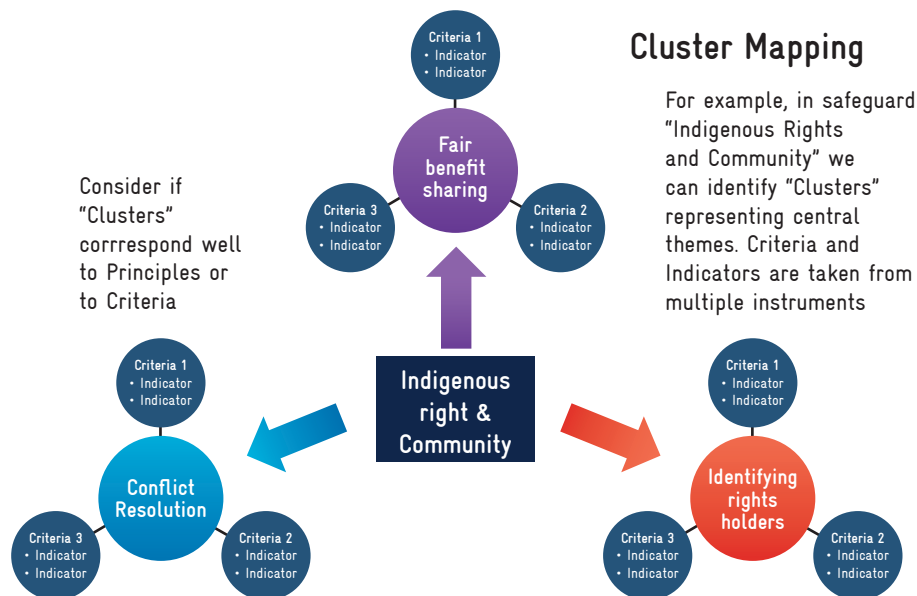 Cluster Mapping
For example, in safeguard
“Indigenous Rights
and Community” we
can identify “Clusters”
representing central
themes. Criteria and
Indicators are taken from
multiple instruments
Consider if
“Clusters”
corrrespond well
to Principles or
to Criteria
Criteria 1
• Indicator
• Indicator
Fair
benefit
sharing
Criteria 3
• Indicator
• Indicator
Criteria 2
• Indicator
• Indicator
Indigenous
right &
Community
Criteria 1
• Indicator
• Indicator
Conflict
Resolution
Criteria 3
• Indicator
• Indicator
Criteria 2
• Indicator
• Indicator
Criteria 1
• Indicator
• Indicator
Identifying
rights
holders
Criteria 3
• Indicator
• Indicator
Criteria 2
• Indicator
• Indicator